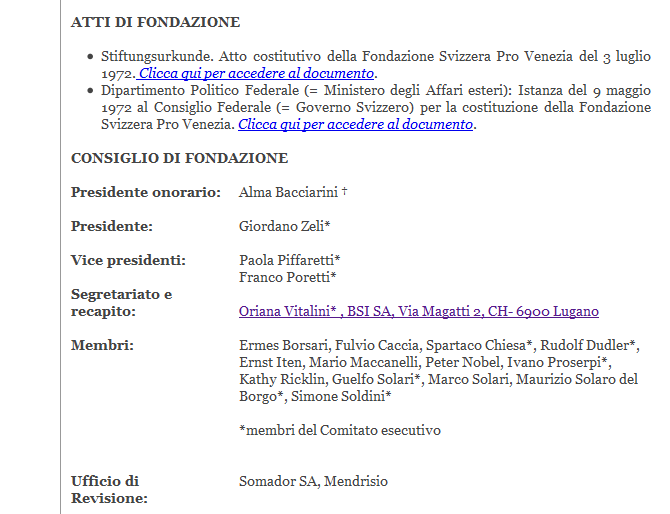 ATTI DI FONDAZIONE
Stiftungsurkunde. Atto costitutivo della Fondazione Svizzera Pro Venezia del 3 luglio
1972. Clicca qui per accedere al documento.
Dipartimento Politico Federale (= Ministero degli Affari esteri): Istanza del 9 maggio
1972 al Consiglio Federale (= Governo Svizzero) per la costituzione della Fondazione
Svizzera Pro Venezia. Clicca qui per accedere al documento.
CONSIGLIO DI FONDAZIONE
Presidente onorario: Alma Bacciarini †
Presidente: Giordano Zeli*
Vice presidenti: Paola Piffaretti*
Franco Poretti*
Segretariato e
recapito: Oriana Vitalini* , BSI SA, Via Magatti 2, CH- 6900 Lugano
Membri: Ermes Borsari, Fulvio Caccia, Spartaco Chiesa*, Rudolf Dudler*,
Ernst Iten, Mario Maccanelli, Peter Nobel, Ivano Proserpi*,
Kathy Ricklin, Guelfo Solari*, Marco Solari, Maurizio Solaro del
Borgo*, Simone Soldini*
*membri del Comitato esecutivo
Ufficio di Somador SA, Mendrisio
Revisione: